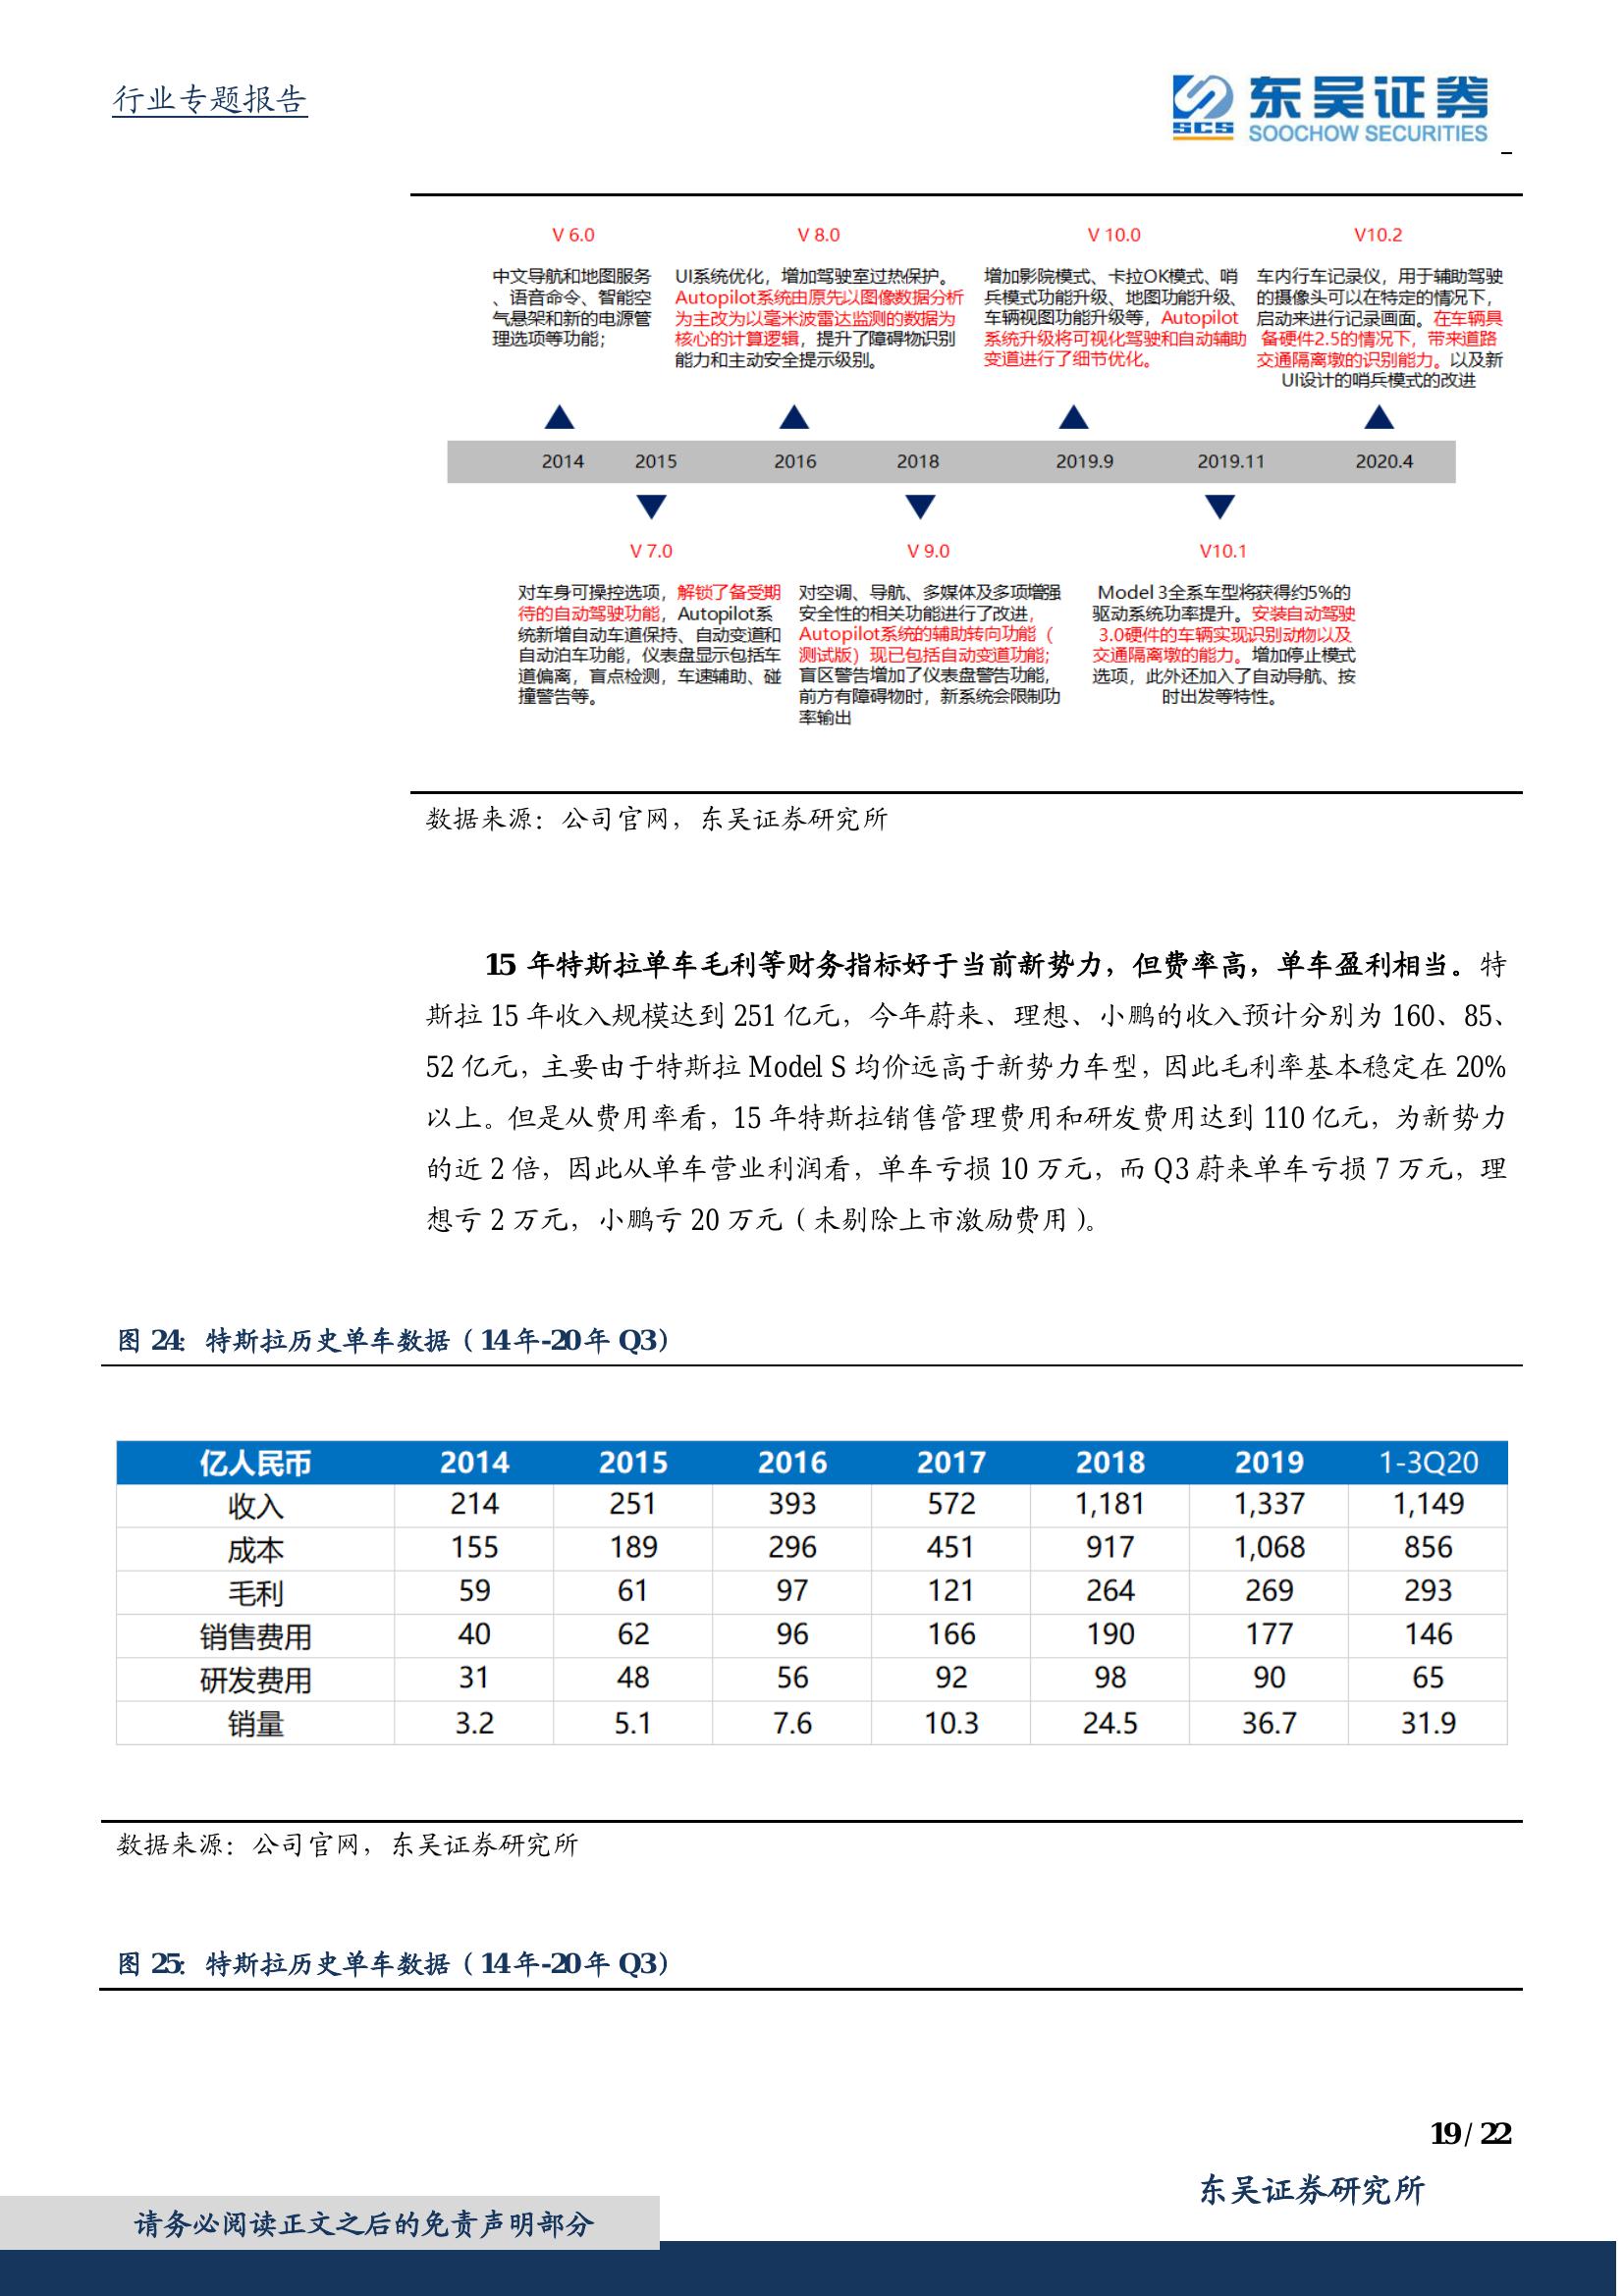 行业专题报告
东吴证券
SCS
SOOCHOW SECURITIES
V 6.0
中文导航和地图服务
、语音命令、智能空
气悬架和新的电源管
理选项等功能；
V 8.0
UI系统优化，增加驾驶室过热保护。
Autopilot系统由原先以图像数据分析
为主改为以毫米波雷达监测的数据为
核心的计算逻辑，提升了障碍物识别
能力和主动安全提示级别。
V 10.0
增加影院模式、卡拉OK模式、哨
兵模式功能升级、地图功能升级、
车辆视图功能升级等，Autopilot
系统升级将可视化驾驶和自动辅助
变道进行了细节优化。
V10.2
车内行车记录仪，用于辅助驾驶
的摄像头可以在特定的情况下，
启动来进行记录画面。在车辆具
备硬件2.5的情况下，带来道路
交通隔离墩的识别能力。以及新
UI设计的哨兵模式的改进
2014 2015 2016 2018 2019.9 2019.11 2020.4
V 7.0
对车身可操控选项，解锁了备受期
待的自动驾驶功能，Autopilot系
统新增自动车道保持、自动变道和
自动泊车功能，仪表盘显示包括车
道偏离，盲点检测，车速辅助、碰
撞警告等。
V 9.0
对空调、导航、多媒体及多项增强
安全性的相关功能进行了改进，
Autopilot系统的辅助转向功能（
测试版）现已包括自动变道功能；
盲区警告增加了仪表盘警告功能，
前方有障碍物时，新系统会限制功
率输出
V10.1
Model 3全系车型将获得约5%的
驱动系统功率提升。安装自动驾驶
3.0硬件的车辆实现识别动物以及
交通隔离墩的能力。增加停止模式
选项，此外还加入了自动导航、按
时出发等特性。
数据来源：公司官网，东吴证券研究所
15 年特斯拉单车毛利等财务指标好于当前新势力，但费率高，单车盈利相当。特
斯拉 15 年收入规模达到 251 亿元，今年蔚来、理想、小鹏的收入预计分别为 160、85、
52 亿元，主要由于特斯拉 Model S 均价远高于新势力车型，因此毛利率基本稳定在 20%
以上。但是从费用率看，15 年特斯拉销售管理费用和研发费用达到 110 亿元，为新势力
的近 2 倍，因此从单车营业利润看，单车亏损 10 万元，而 Q3 蔚来单车亏损 7 万元，理
想亏 2 万元，小鹏亏 20 万元（未剔除上市激励费用）。
图 24：特斯拉历史单车数据（14 年-20 年 Q3）
亿人民币 2014 2015 2016 2017 2018 2019 1-3Q20
收入 214 251 393 572 1,181 1,337 1,149
成本 155 189 296 451 917 1,068 856
毛利 59 61 97 121 264 269 293
销售费用 40 62 96 166 190 177 146
研发费用 31 48 56 92 98 90 65
销量 3.2 5.1 7.6 10.3 24.5 36.7 31.9
数据来源：公司官网，东吴证券研究所
图 25：特斯拉历史单车数据（14 年-20 年 Q3）
19 / 22
东吴证券研究所
请务必阅读正文之后的免责声明部分